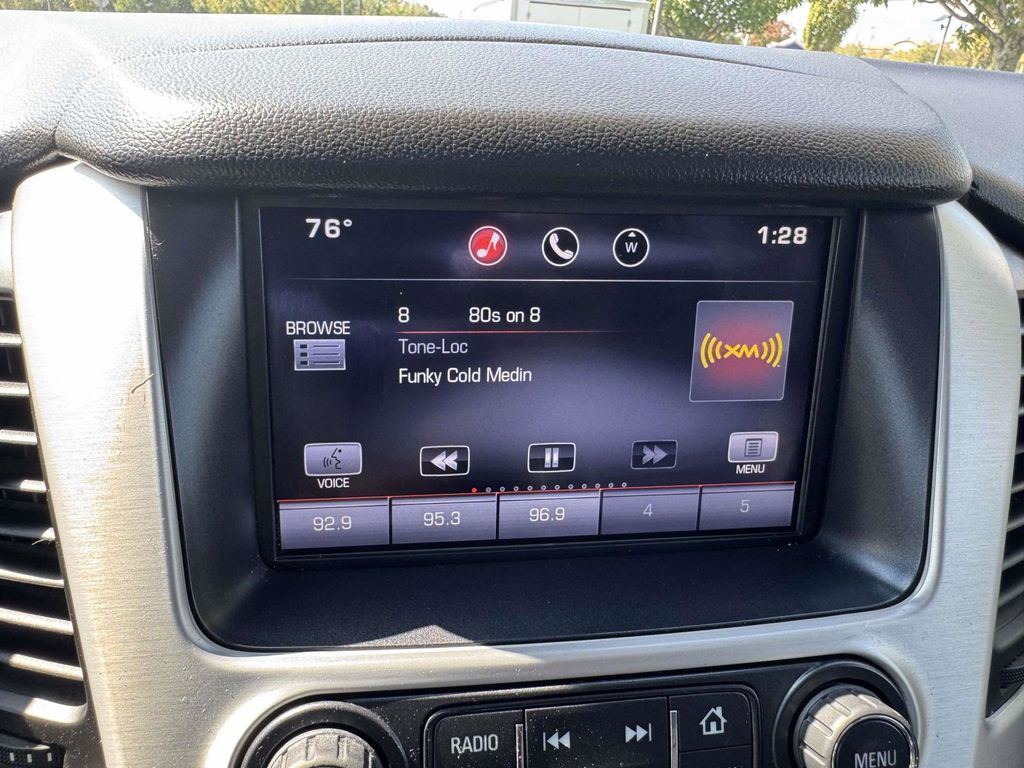 76°
W
1:28
BROWSE
8 80s on 8
Tone-Loc
Funky Cold Medin
((((XM))))
VOICE
MENU
92.9 95.3 96.9 4 5
RADIO
MENU